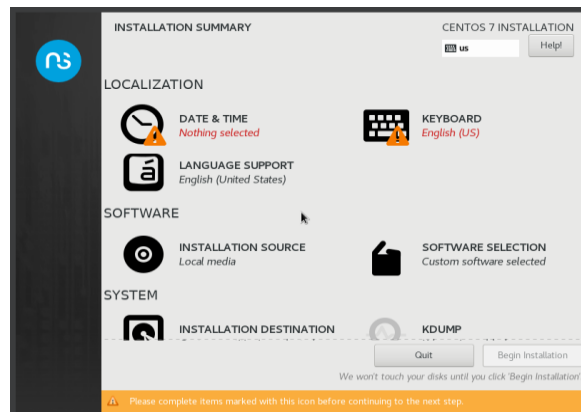 INSTALLATION SUMMARY
CENTOS 7 INSTALLATION
us
Help!
LOCALIZATION
DATE & TIME
Nothing selected
KEYBOARD
English (US)
LANGUAGE SUPPORT
English (United States)
SOFTWARE
INSTALLATION SOURCE
Local media
SOFTWARE SELECTION
Custom software selected
SYSTEM
INSTALLATION DESTINATION
KDUMP
Quit
Begin Installation
We won't touch your disks until you click 'Begin Installation'
Please complete items marked with this icon before continuing to the next step.